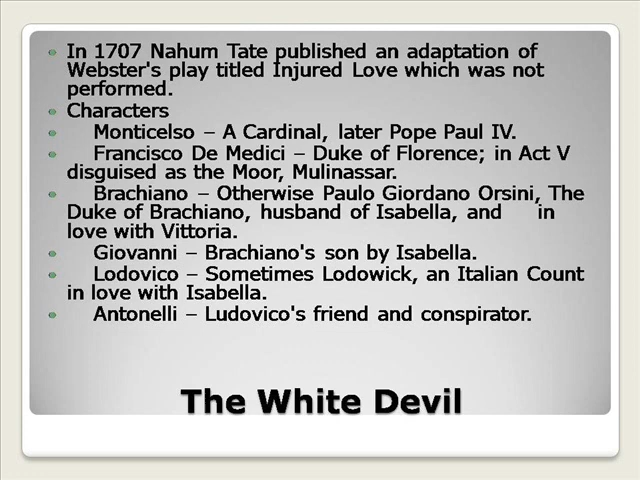 In 1707 Nahum Tate published an adaptation of
Webster's play titled Injured Love which was not
performed.
Characters
Monticelso – A Cardinal, later Pope Paul IV.
Francisco De Medici – Duke of Florence; in Act V
disguised as the Moor, Mulinassar.
Brachiano – Otherwise Paulo Giordano Orsini, The
Duke of Brachiano, husband of Isabella, and in
love with Vittoria.
Giovanni – Brachiano's son by Isabella.
Lodovico – Sometimes Lodowick, an Italian Count
in love with Isabella.
Antonelli – Ludovico's friend and conspirator.
The White Devil